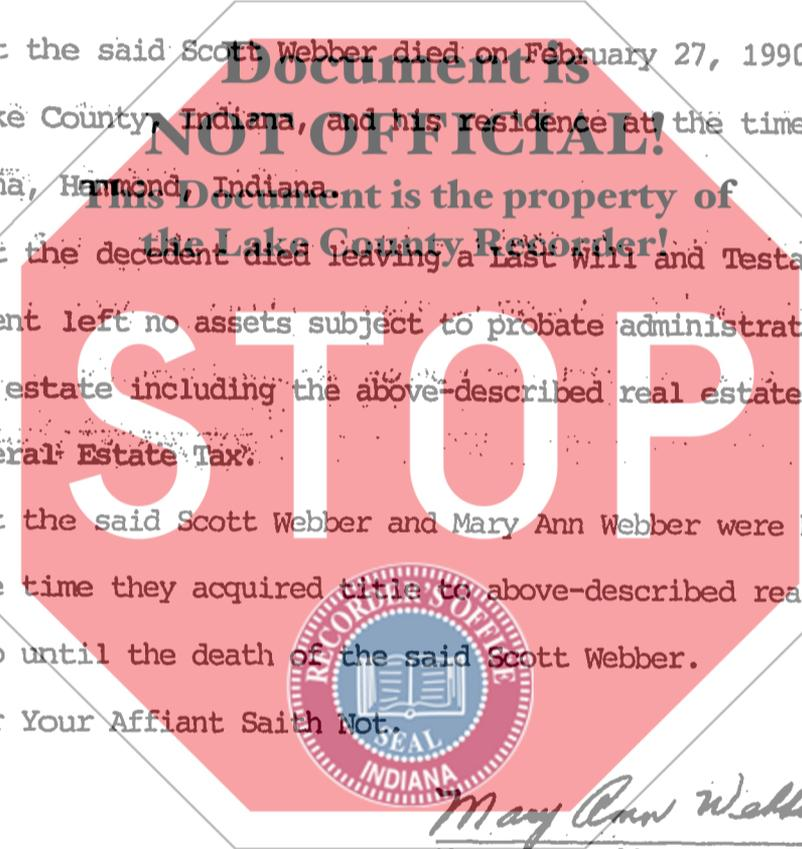 t the said Scott Webber died on February 27, 1990
Document is
ke County, Indiana, and his residence at the time
NOT OFFICIAL!
na, Hammond, Indiana.
This Document is the property of
the Lake County Recorder!
t the decedent died leaving a Last Will and Testa
ent left no assets subject to probate administrat
estate including the above-described real estate
eral Estate Tax.
STOP
t the said Scott Webber and Mary Ann Webber were
e time they acquired title to above-described rea
o until the death of the said Scott Webber.
r Your Affiant Saith Not.
RECORDER'S OFFICE
SEAL
INDIANA
Mary Ann Webb